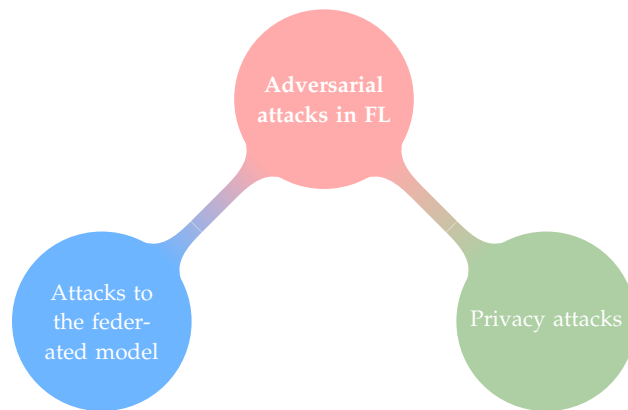 Adversarial
attacks in FL
Attacks to
the feder-
ated model
Privacy attacks